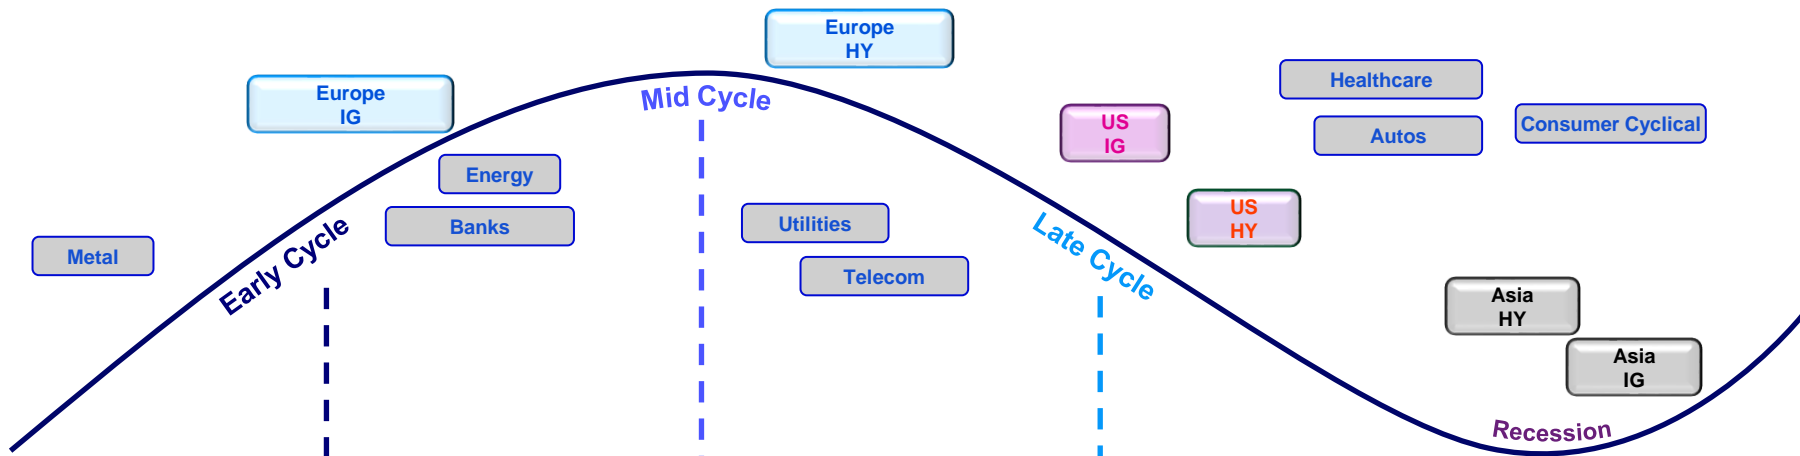 Europe
HY
Europe
IG
Mid Cycle
Healthcare
US
IG
Autos
Consumer Cyclical
Energy
Banks
Utilities
US
HY
Metal
Early Cycle
Telecom
Late Cycle
Asia
HY
Asia
IG
Recession